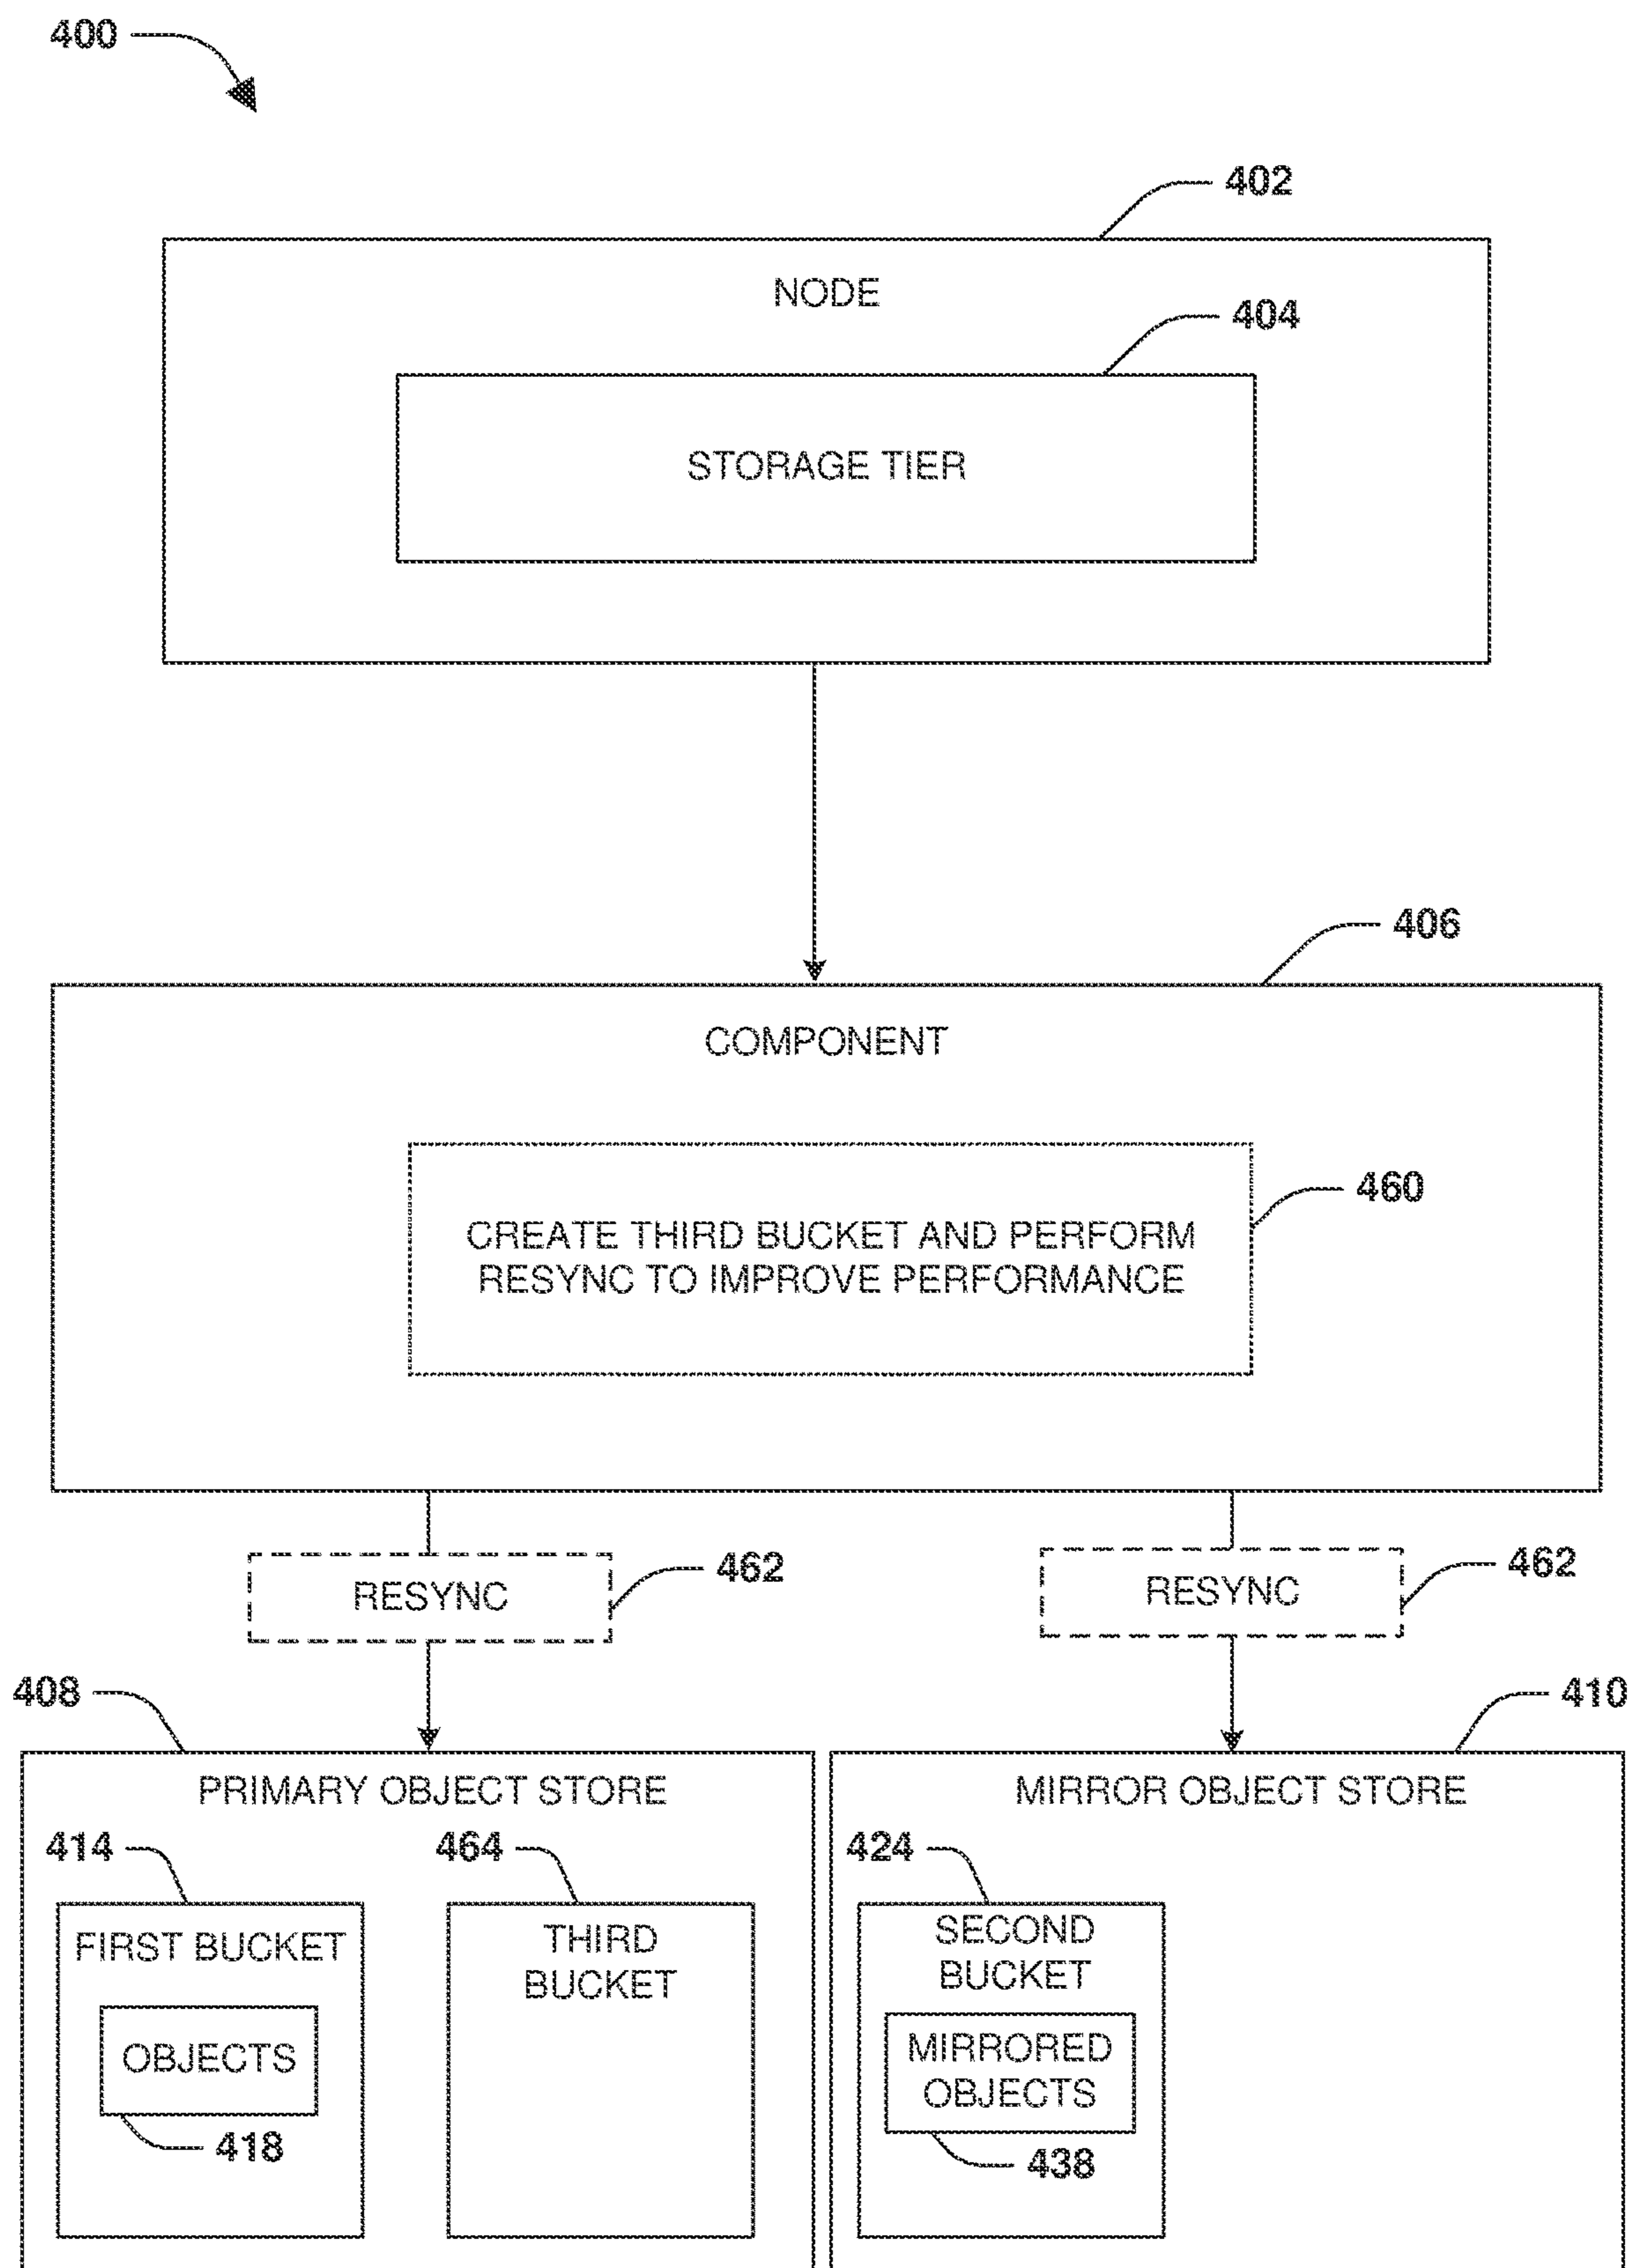 400
402
NODE
404
STORAGE TIER
406
COMPONENT
460
CREATE THIRD BUCKET AND PERFORM
RESYNC TO IMPROVE PERFORMANCE
RESYNC
462
RESYNC
462
408
410
PRIMARY OBJECT STORE
MIRROR OBJECT STORE
414
464
424
FIRST BUCKET
THIRD
BUCKET
SECOND
BUCKET
OBJECTS
MIRRORED
OBJECTS
418
438